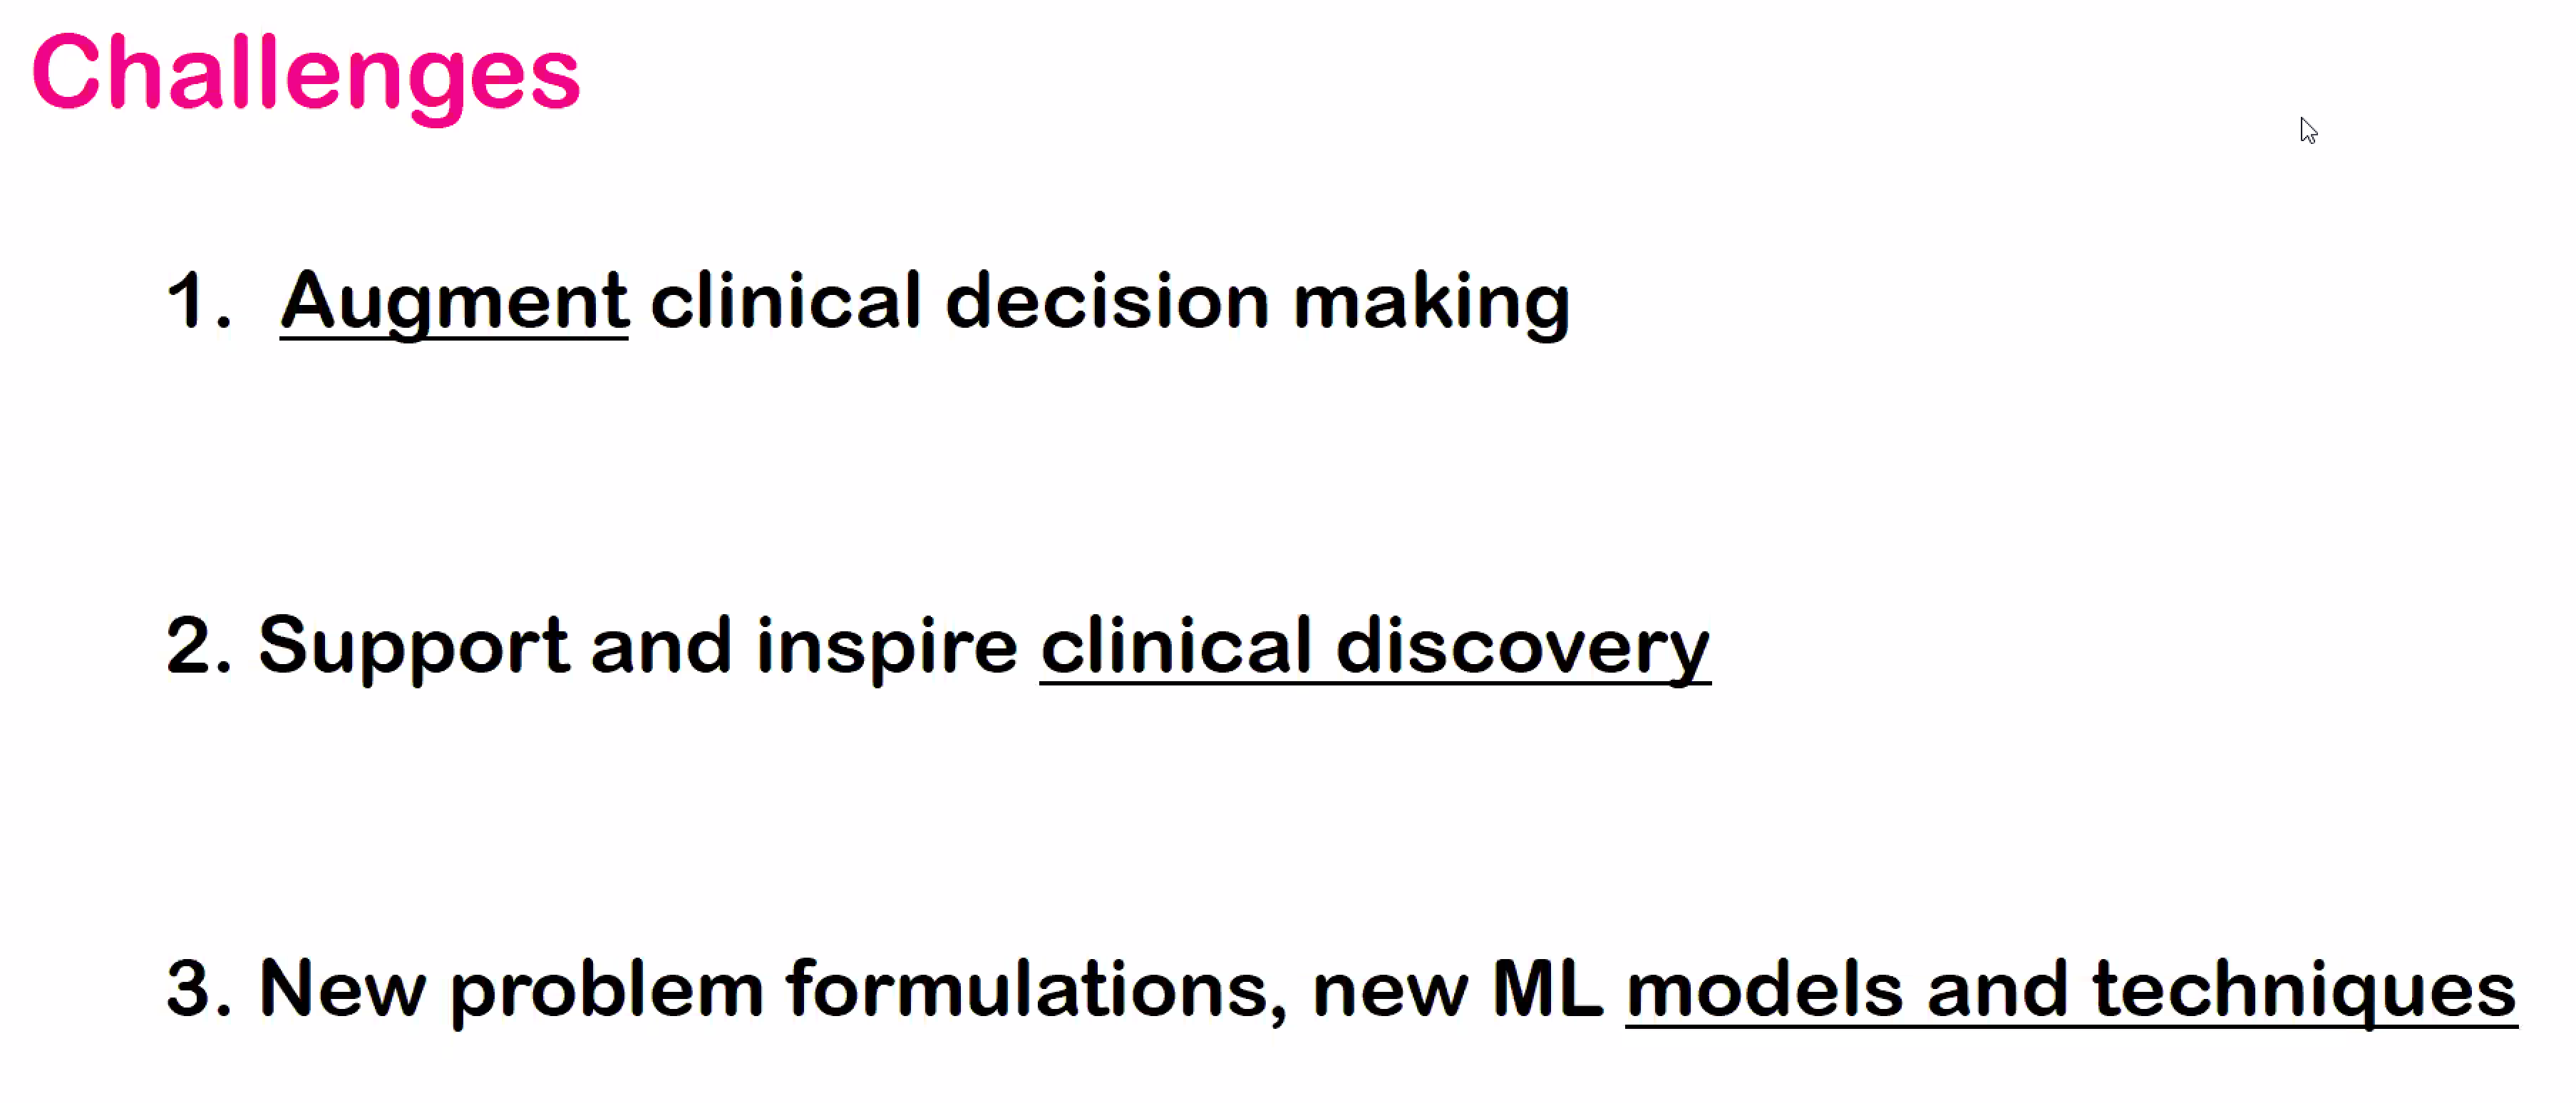 Challenges
1. Augment clinical decision making
2. Support and inspire clinical discovery
3. New problem formulations, new ML models and techniques